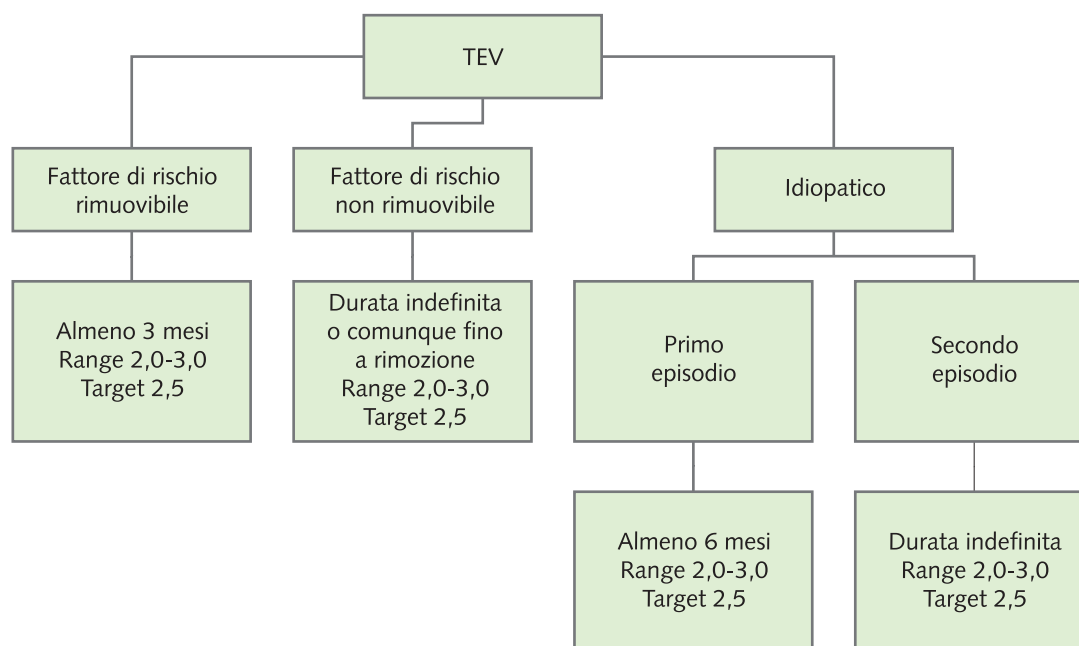 TEV
Fattore di rischio
rimuovibile
Fattore di rischio
non rimuovibile
Idiopatico
Almeno 3 mesi
Range 2,0-3,0
Target 2,5
Durata indefinita
o comunque fino
a rimozione
Range 2,0-3,0
Target 2,5
Primo
episodio
Secondo
episodio
Almeno 6 mesi
Range 2,0-3,0
Target 2,5
Durata indefinita
Range 2,0-3,0
Target 2,5